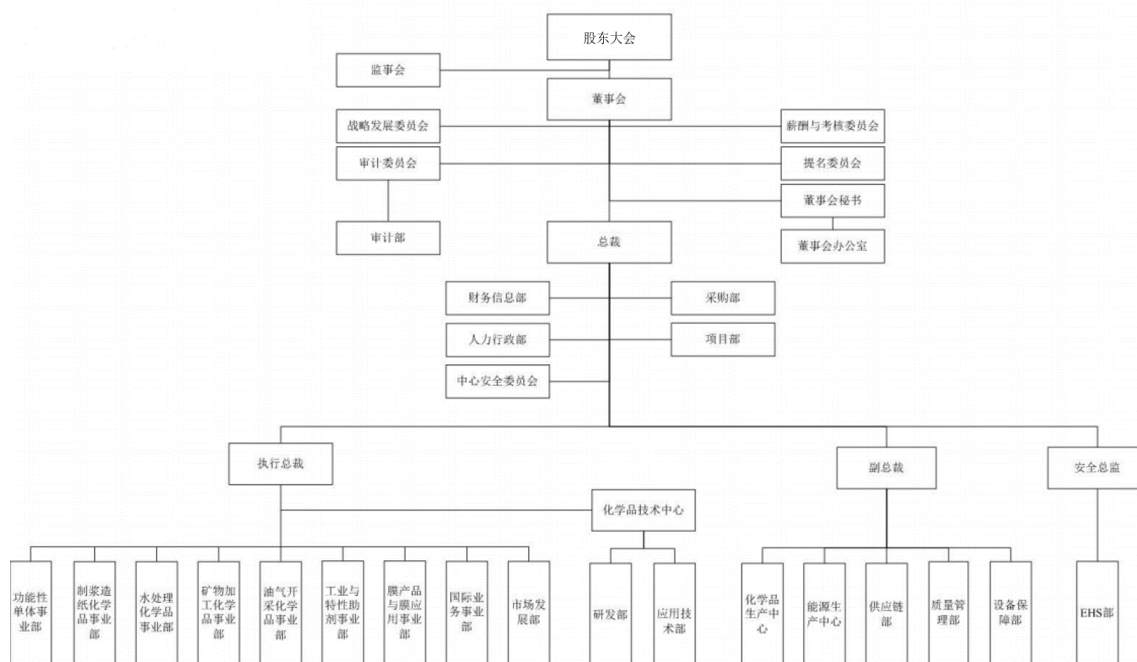 股东大会
监事会
董事会
战略发展委员会
薪酬与考核委员会
审计委员会
提名委员会
董事会秘书
审计部
总裁
董事会办公室
财务信息部
采购部
人力行政部
项目部
中心安全委员会
执行总裁
副总裁
安全总监
化学品技术中心
功能性
单体事
业部
制浆造
纸化学
品事业
部
水处理
化学品
事业部
矿物加
工化学
品事业
部
油气开
采化学
品事业
部
工业与
特性助
剂事业
部
膜产品
与膜应
用事业
部
国际业
务事业
部
市场发
展部
研发部
应用技
术部
化学品
生产中
心
能源生
产中心
供应链
部
质量管
理部
设备保
障部
EHS部